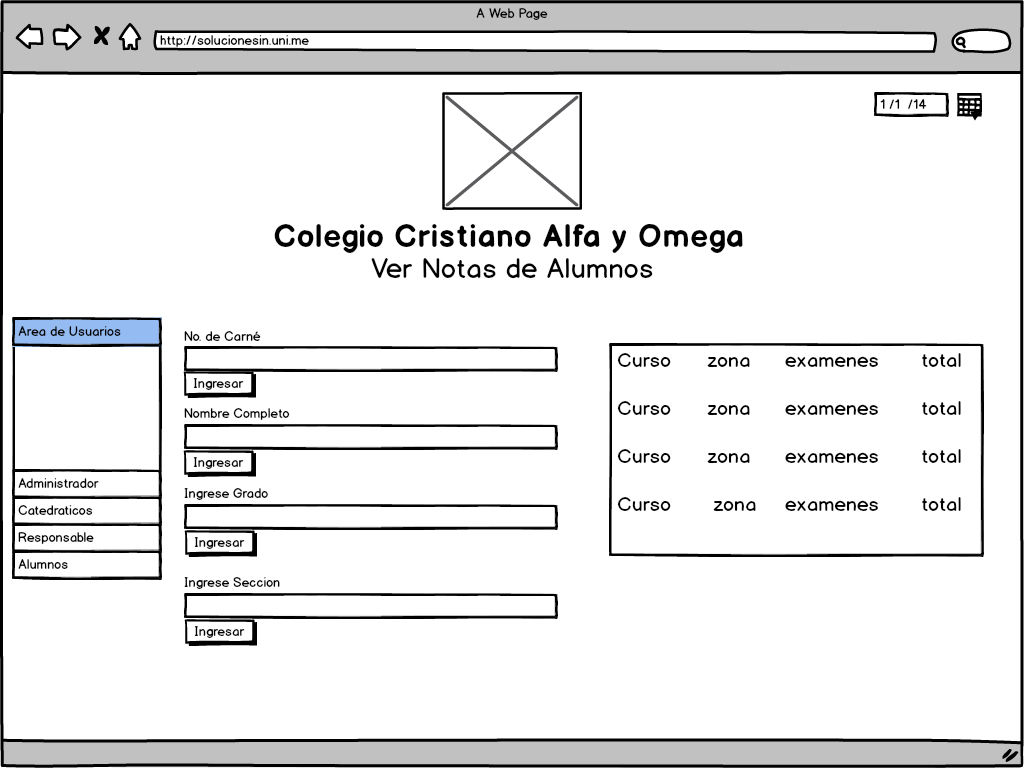 A Web Page
http://solucionesin.uni.me
1 /1 /14
Colegio Cristiano Alfa y Omega
Ver Notas de Alumnos
Area de Usuarios
Administrador
Catedraticos
Responsable
Alumnos
No. de Carné
Ingresar
Nombre Completo
Ingresar
Ingrese Grado
Ingresar
Ingrese Seccion
Ingresar
Curso zona examenes total
Curso zona examenes total
Curso zona examenes total
Curso zona examenes total